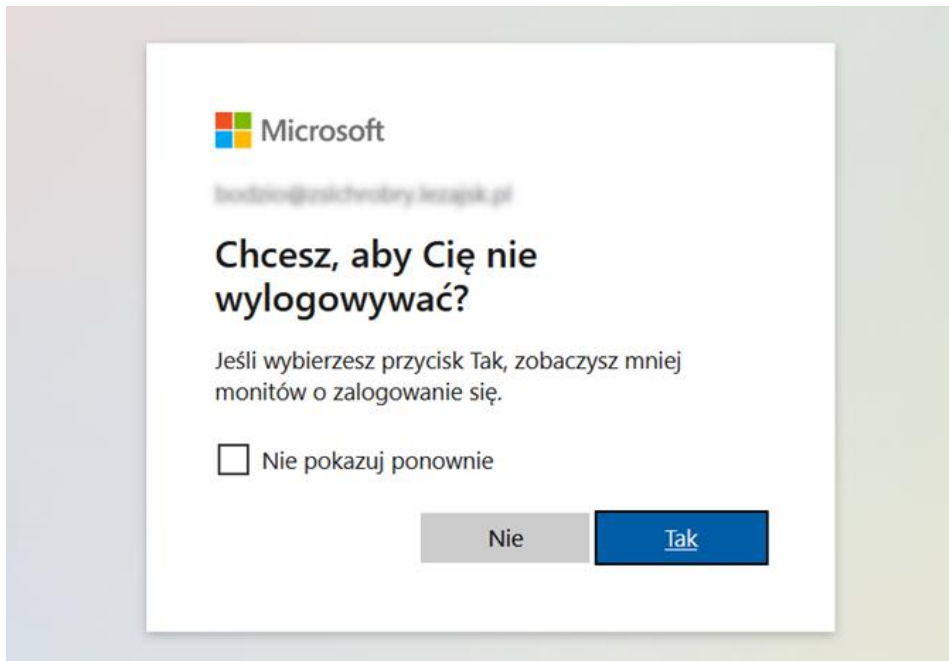 Microsoft
Chcesz, aby Cię nie
wylogowywać?
Jeśli wybierzesz przycisk Tak, zobaczysz mniej
monitów o zalogowanie się.
Nie pokazuj ponownie
Nie
Tak